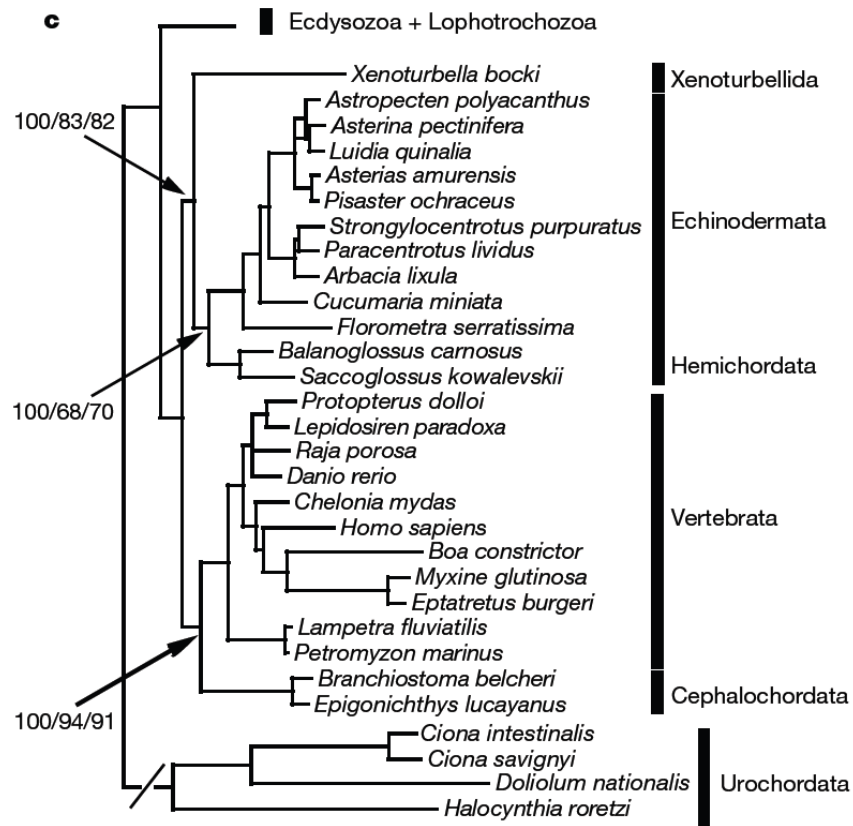 c
Ecdysozoa + Lophotrochozoa
Xenoturbella bocki
Xenoturbellida
Astropecten polyacanthus
100/83/82
Asterina pectinifera
Luidia quinalia
Asterias amurensis
Pisaster ochraceus
Echinodermata
Strongylocentrotus purpuratus
Paracentrotus lividus
Arbacia lixula
Cucumaria miniata
Florometra serratissima
Balanoglossus carnosus
Hemichordata
Saccoglossus kowalevskii
100/68/70
Protopterus dolloi
Lepidosiren paradoxa
Raja porosa
Danio rerio
Chelonia mydas
Vertebrata
Homo sapiens
Boa constrictor
Myxine glutinosa
Eptatretus burgeri
Lampetra fluviatilis
Petromyzon marinus
Branchiostoma belcheri
Cephalochordata
Epigonichthys lucayanus
100/94/91
Ciona intestinalis
Ciona savignyi
Doliolum nationalis
Urochordata
Halocynthia roretzi